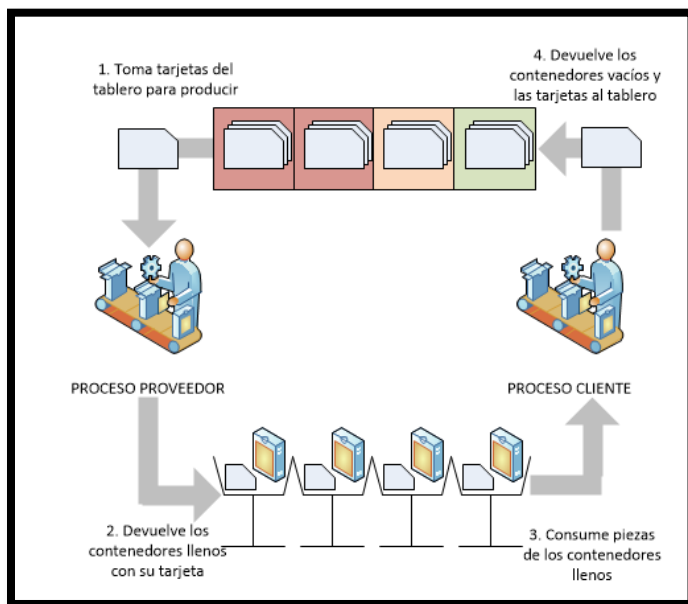 1. Toma tarjetas del
tablero para producir
4. Devuelve los
contenedores vacíos y
las tarjetas al tablero
PROCESO PROVEEDOR
PROCESO CLIENTE
2. Devuelve los
contenedores llenos
con su tarjeta
3. Consume piezas
de los contenedores
llenos